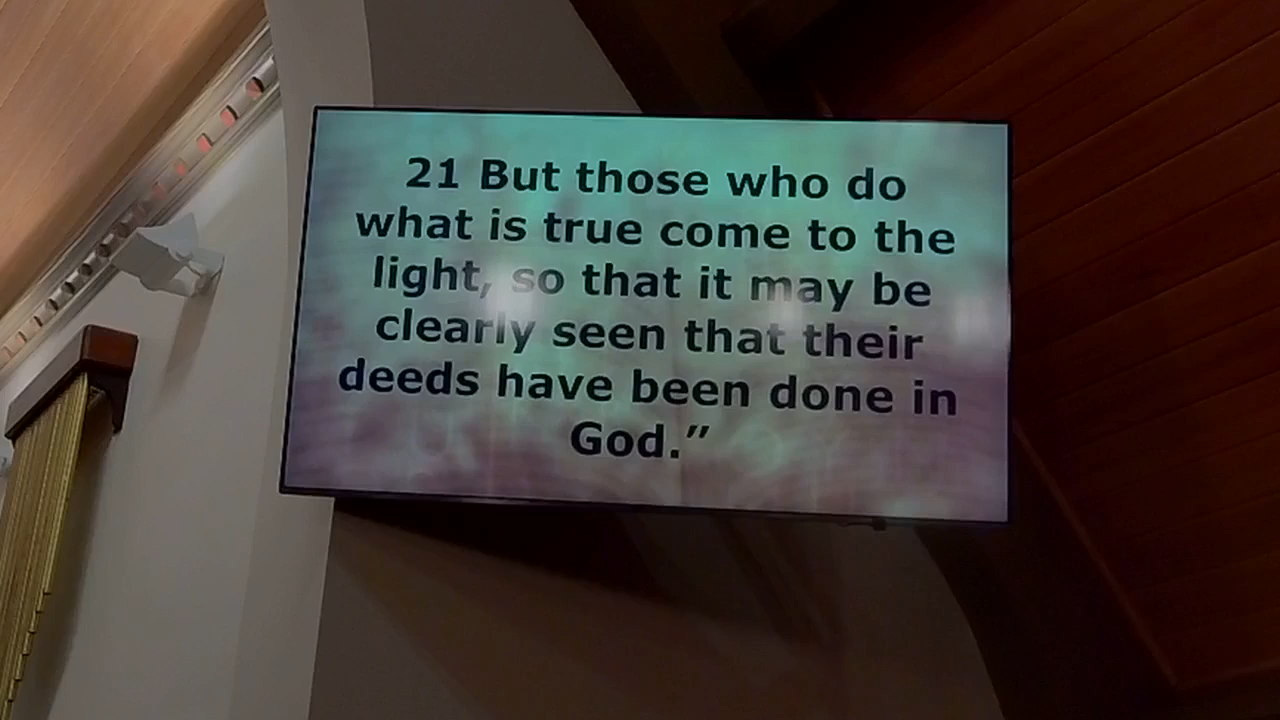 21 But those who do
what is true come to the
light, so that it may be
clearly seen that their
deeds have been done in
God.”